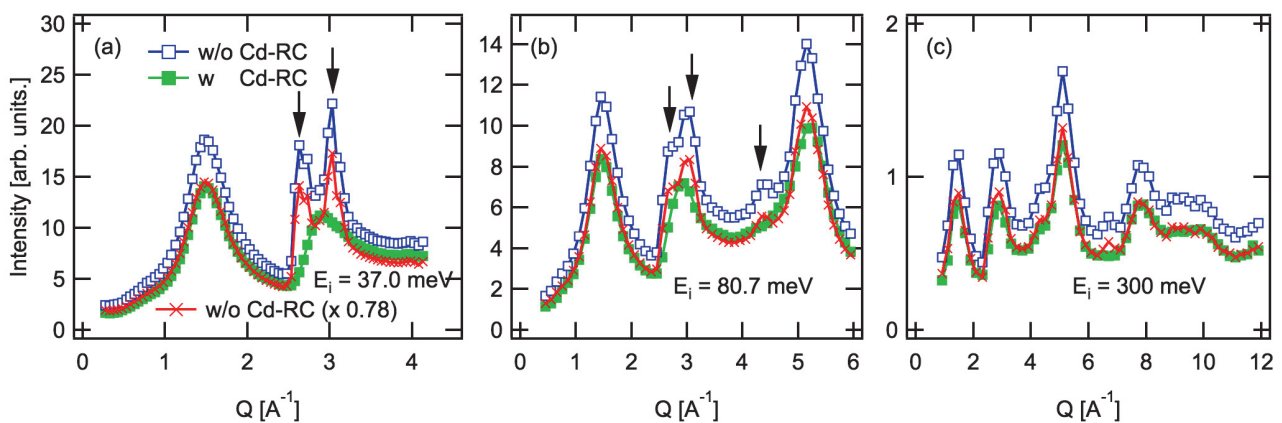 Intensity [arb. units.]
30
25
20
15
10
5
0
(a)
w/o Cd-RC
w Cd-RC
E_i = 37.0 meV
w/o Cd-RC (x 0.78)
0 1 2 3 4
Q [A^-1]
14
12
10
8
6
4
2
(b)
E_i = 80.7 meV
0 1 2 3 4 5 6
Q [A^-1]
2
1
0
(c)
E_i = 300 meV
0 2 4 6 8 10 12
Q [A^-1]